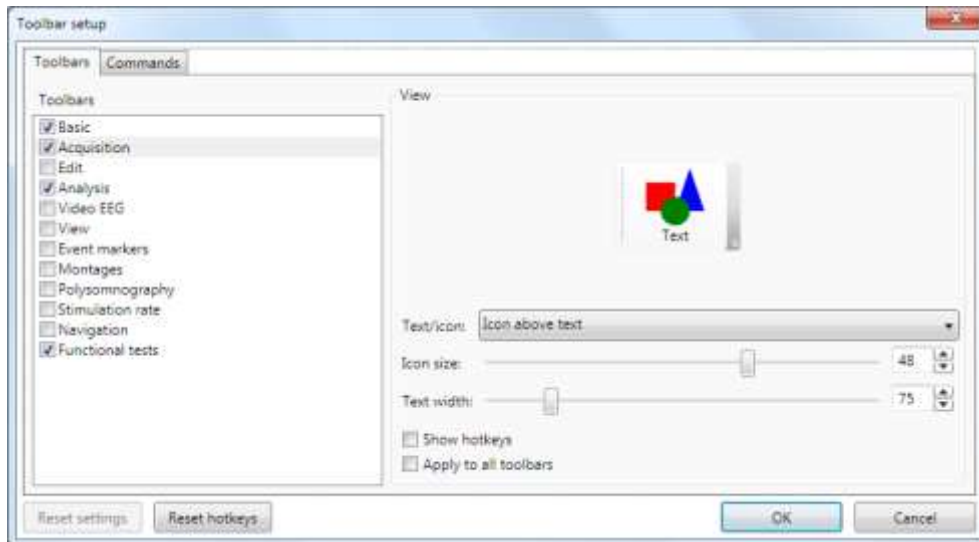 Toolbar setup
Toolbars Commands
Toolbars
Basic
Acquisition
Edit
Analysis
Video EEG
View
Event markers
Montages
Polysomnography
Stimulation rate
Navigation
Functional tests
View
Text
Text/icon: Icon above text
Icon size: 48
Text width: 75
Show hotkeys
Apply to all toolbars
Reset settings Reset hotkeys OK Cancel